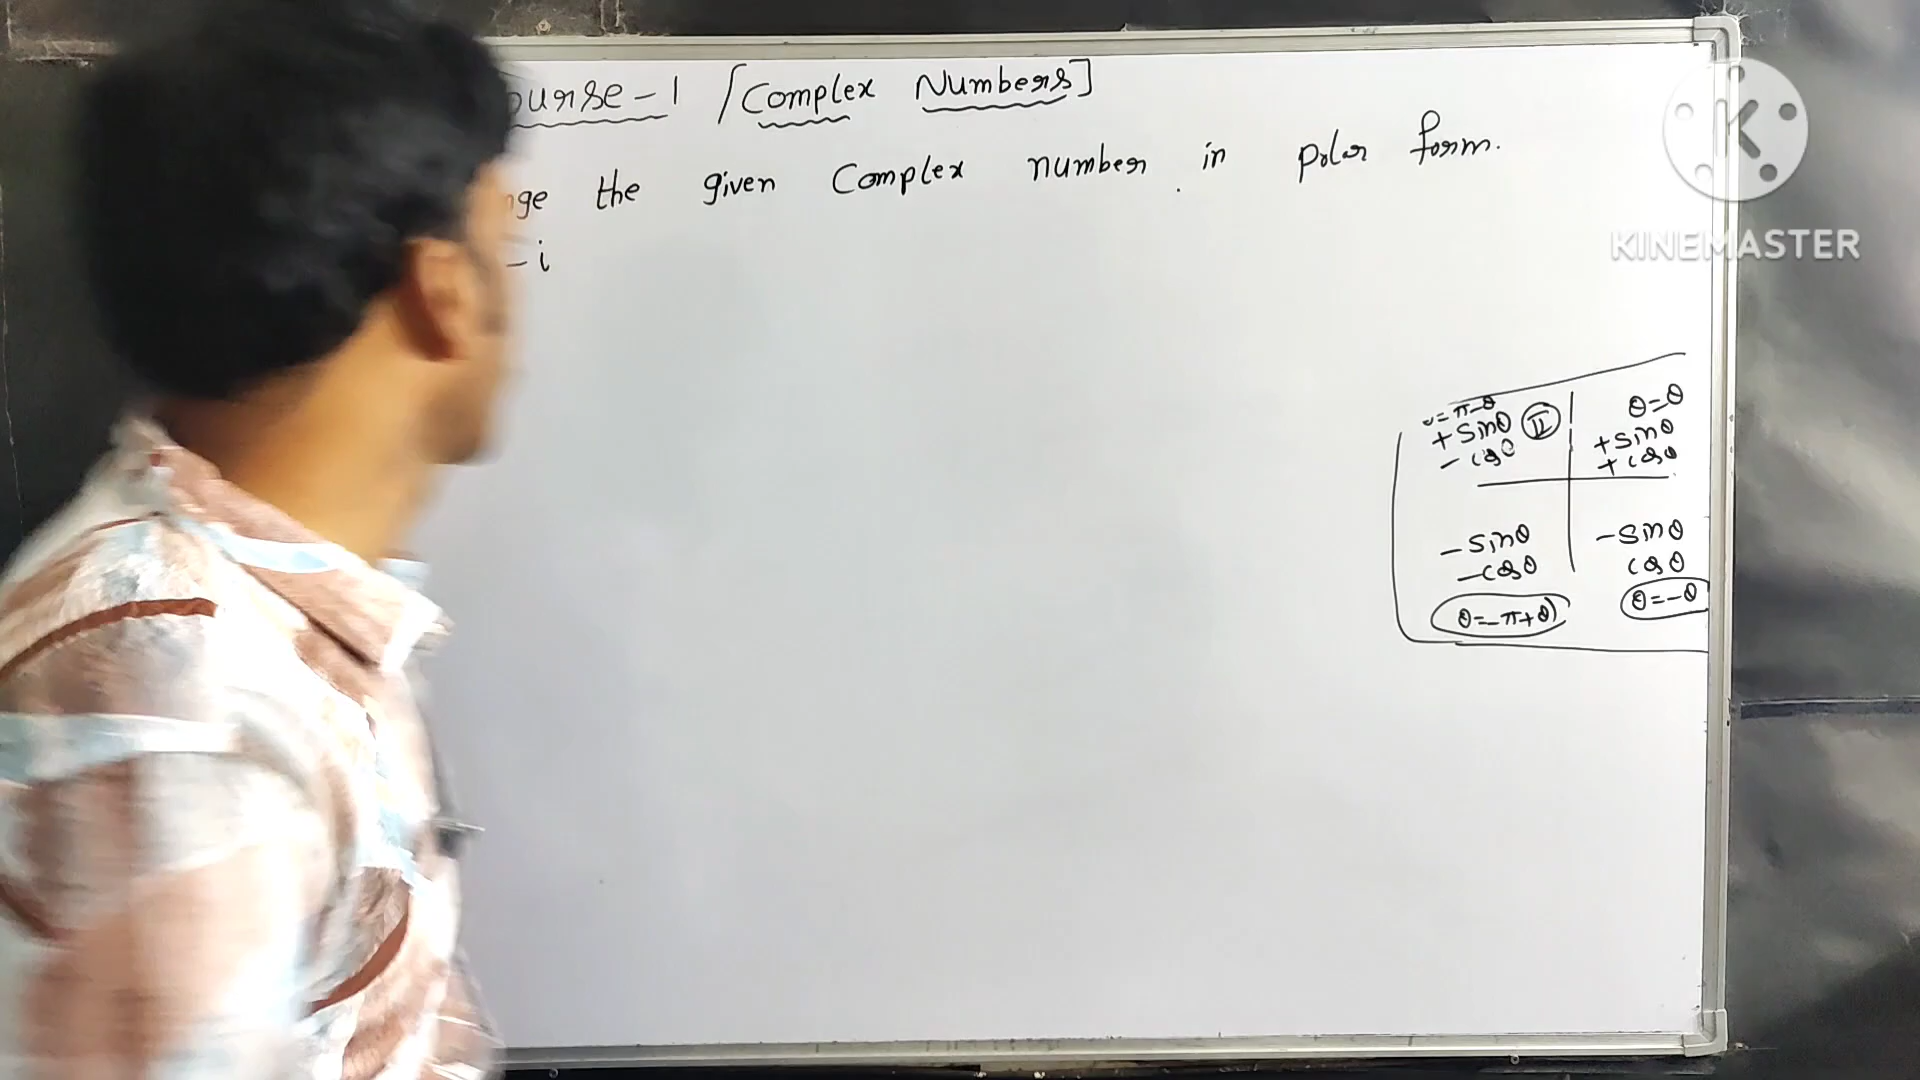 ourse-1 [Complex Numbers]
nge the given Complex number in polar form.
-i
θ = π-θ
+ sinθ II
- cosθ
θ=θ
+ sinθ
+ cosθ
- sinθ
- cosθ
θ=-π+θ)
- sinθ
cosθ
θ=-θ
KINEMASTER